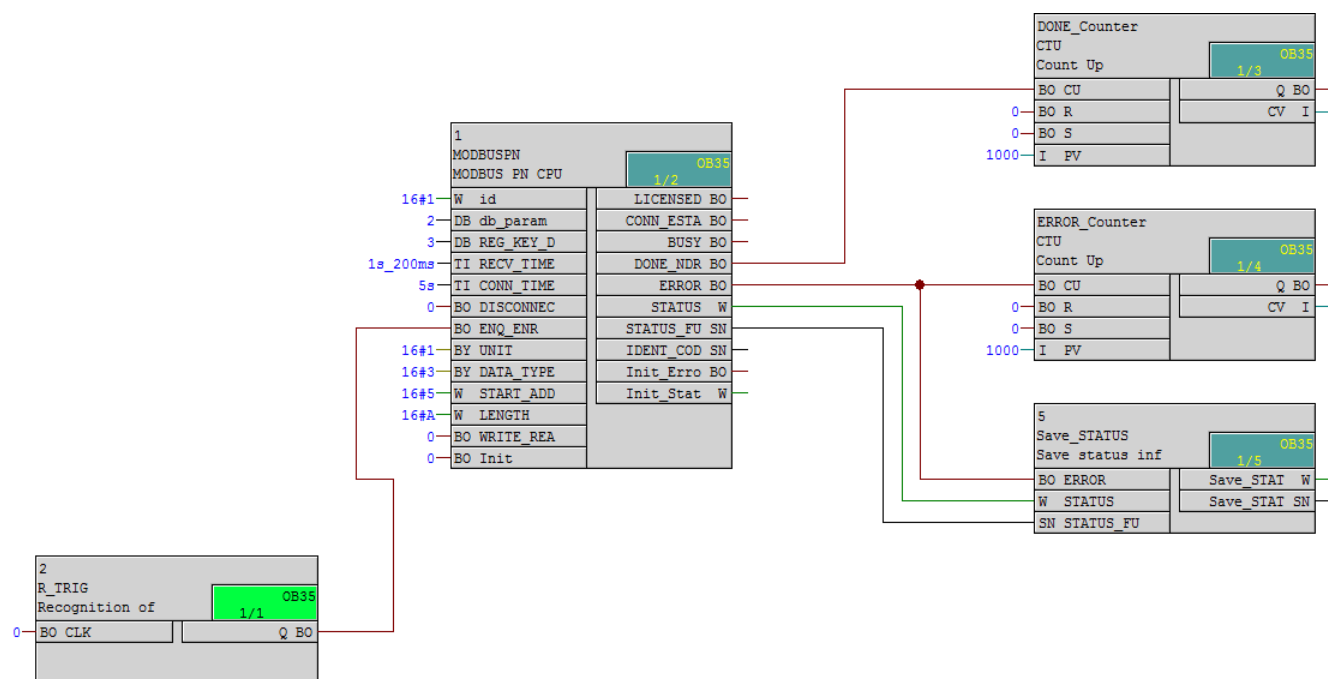 DONE_Counter
CTU
Count Up
OB35
1/3
BO CU
Q BO
0 BO R
CV I
0 BO S
1000 I PV
1
MODBUSPN
MODBUS PN CPU
OB35
1/2
16#1 W id
LICENSED BO
2 DB db_param
CONN_ESTA BO
3 DB REG_KEY_D
BUSY BO
1s_200ms TI RECV_TIME
DONE_NDR BO
5s TI CONN_TIME
ERROR BO
0 BO DISCONNEC
STATUS W
BO ENQ_ENR
STATUS_FU SN
16#1 BY UNIT
IDENT_COD SN
16#3 BY DATA_TYPE
Init_Erro BO
16#5 W START_ADD
Init_Stat W
16#A W LENGTH
0 BO WRITE_REA
0 BO Init
ERROR_Counter
CTU
Count Up
OB35
1/4
BO CU
Q BO
0 BO R
CV I
0 BO S
1000 I PV
5
Save_STATUS
Save status inf
OB35
1/5
BO ERROR
Save_STAT W
W STATUS
Save_STAT SN
SN STATUS_FU
2
R_TRIG
Recognition of
OB35
1/1
0 BO CLK
Q BO